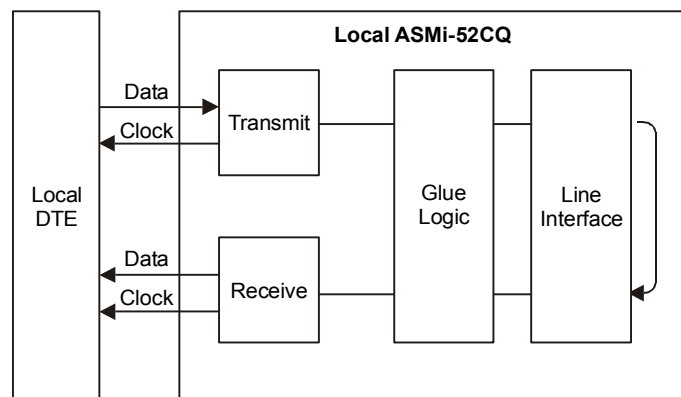 Local ASMi-52CQ
Data
Clock
Transmit
Local
DTE
Glue
Logic
Line
Interface
Data
Clock
Receive